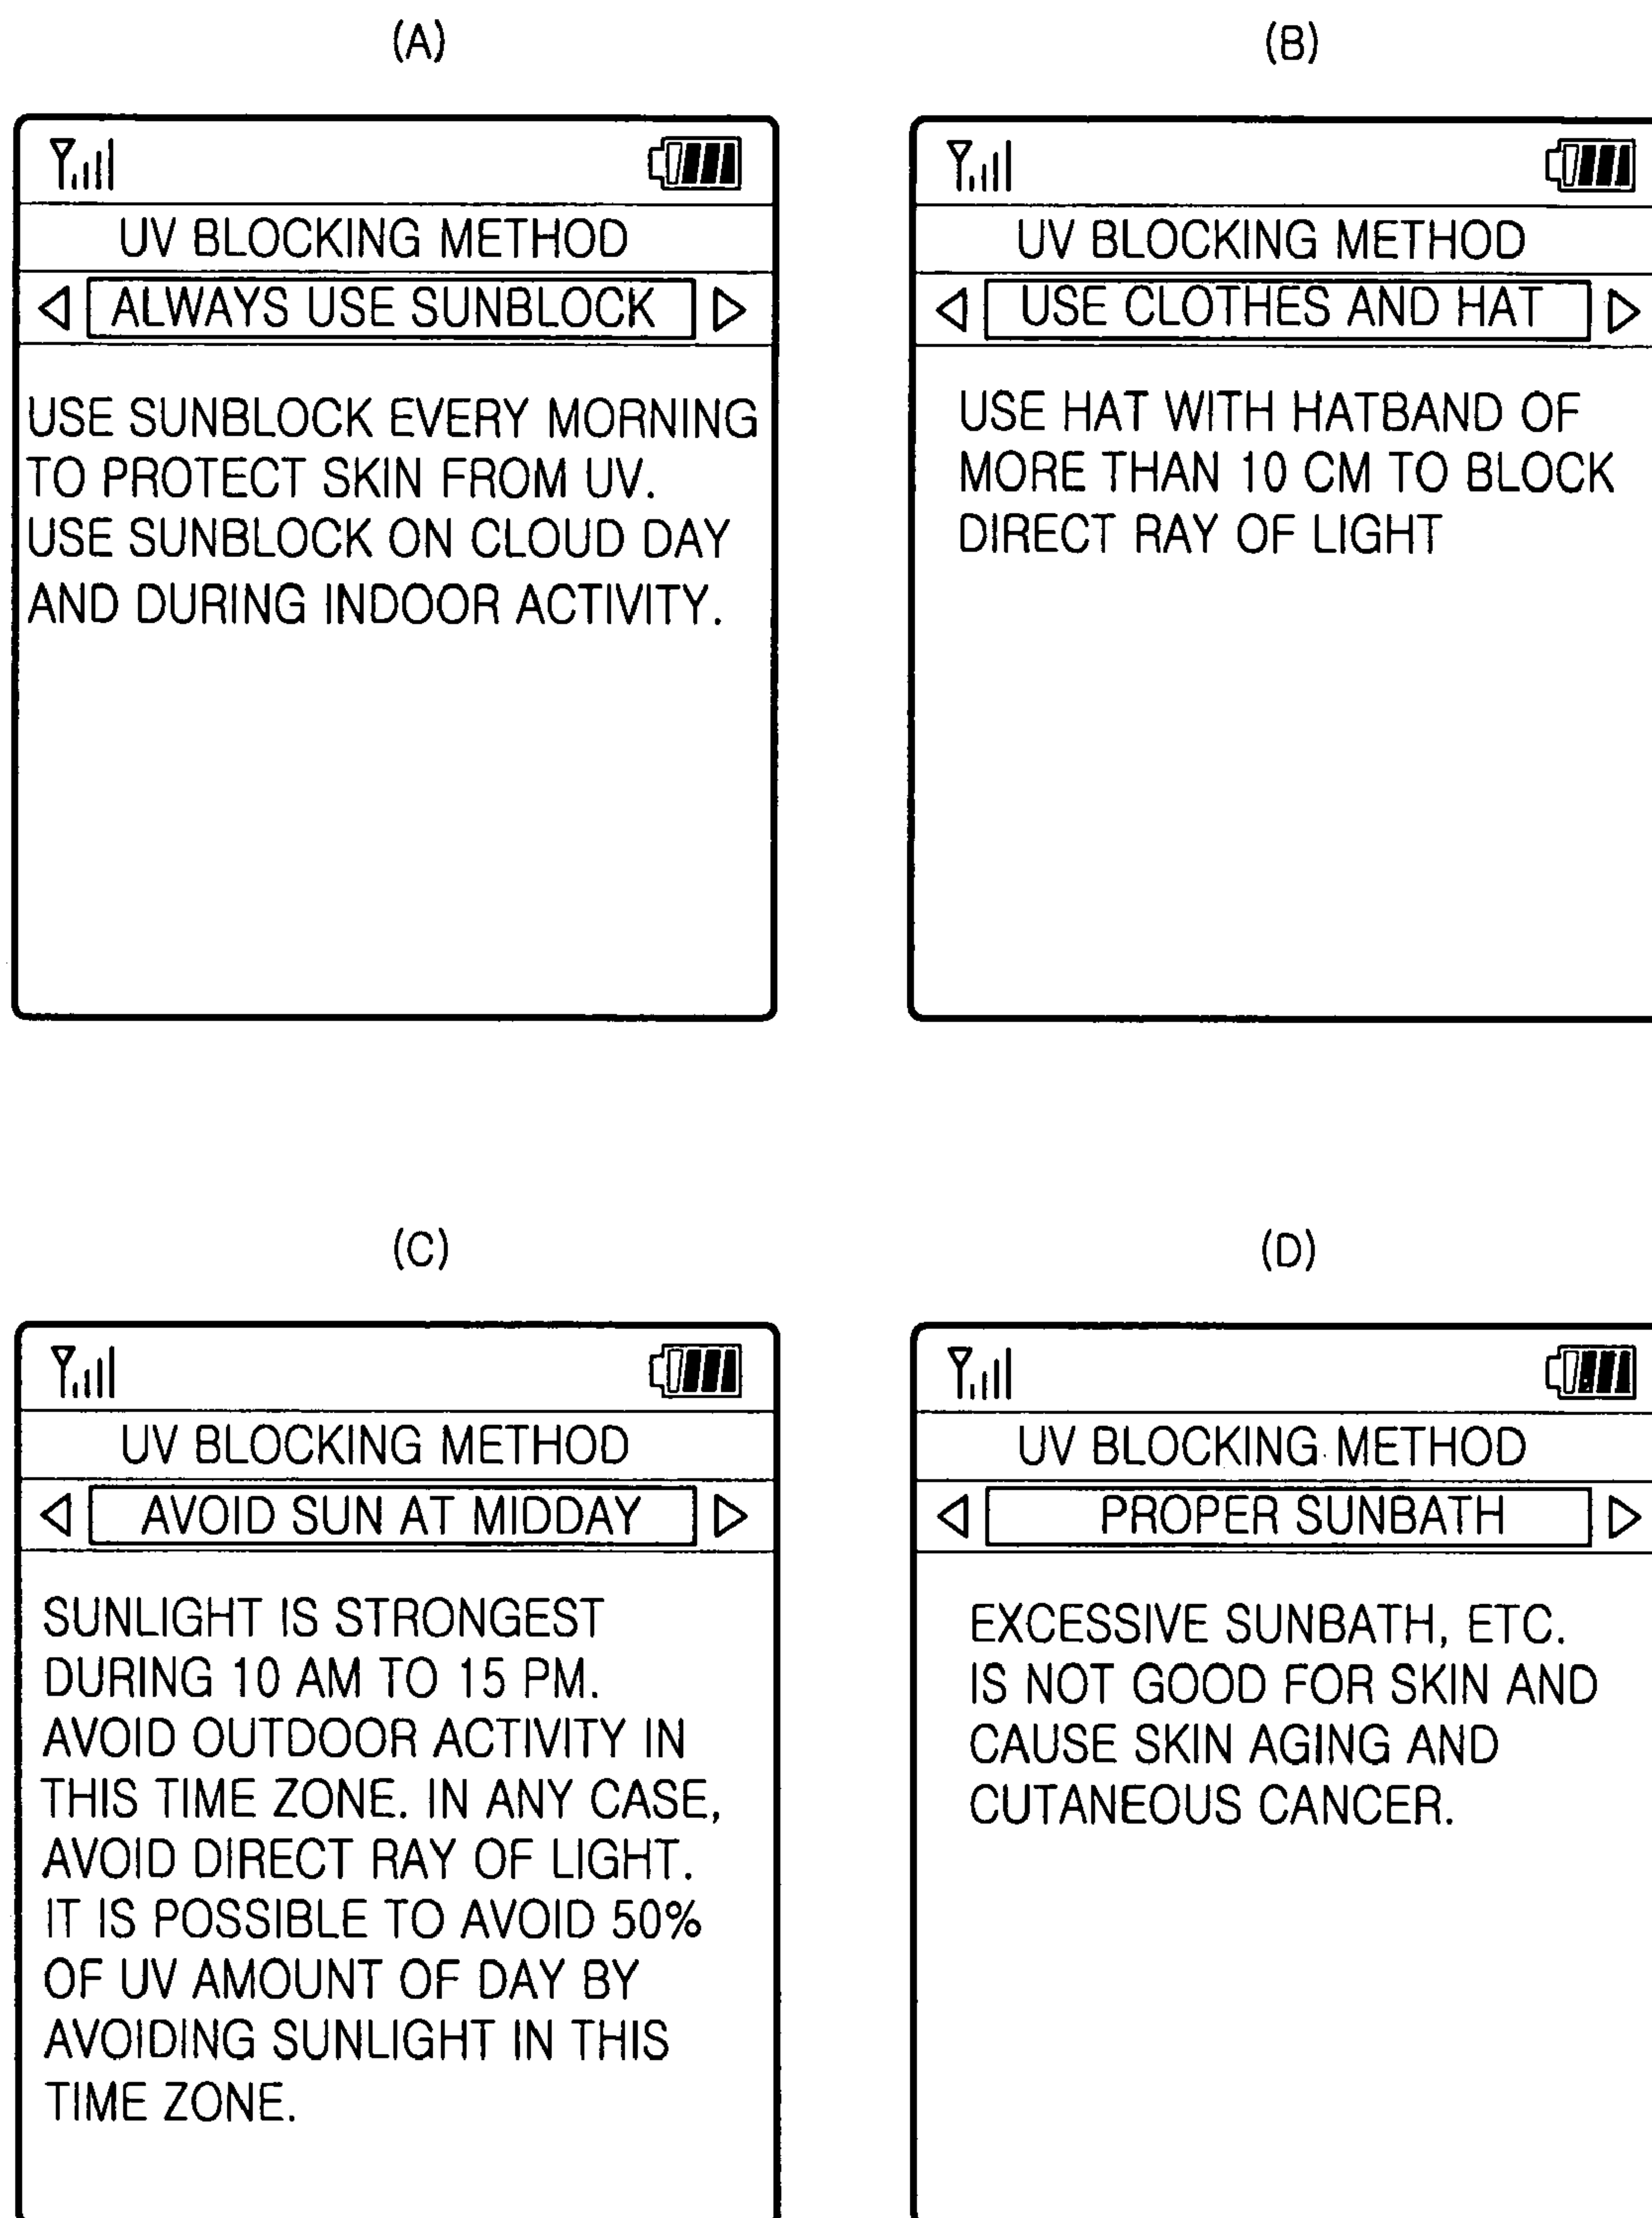 (A)
UV BLOCKING METHOD
ALWAYS USE SUNBLOCK
USE SUNBLOCK EVERY MORNING
TO PROTECT SKIN FROM UV.
USE SUNBLOCK ON CLOUD DAY
AND DURING INDOOR ACTIVITY.
(B)
UV BLOCKING METHOD
USE CLOTHES AND HAT
USE HAT WITH HATBAND OF
MORE THAN 10 CM TO BLOCK
DIRECT RAY OF LIGHT
(C)
UV BLOCKING METHOD
AVOID SUN AT MIDDAY
SUNLIGHT IS STRONGEST
DURING 10 AM TO 15 PM.
AVOID OUTDOOR ACTIVITY IN
THIS TIME ZONE. IN ANY CASE,
AVOID DIRECT RAY OF LIGHT.
IT IS POSSIBLE TO AVOID 50%
OF UV AMOUNT OF DAY BY
AVOIDING SUNLIGHT IN THIS
TIME ZONE.
(D)
UV BLOCKING METHOD
PROPER SUNBATH
EXCESSIVE SUNBATH, ETC.
IS NOT GOOD FOR SKIN AND
CAUSE SKIN AGING AND
CUTANEOUS CANCER.